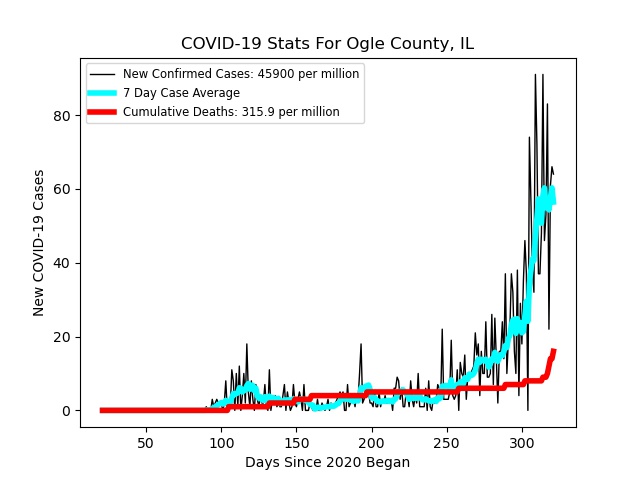 COVID-19 Stats For Ogle County, IL
New Confirmed Cases: 45900 per million
7 Day Case Average
Cumulative Deaths: 315.9 per million
New COVID-19 Cases
80
60
40
20
0
50 100 150 200 250 300
Days Since 2020 Began